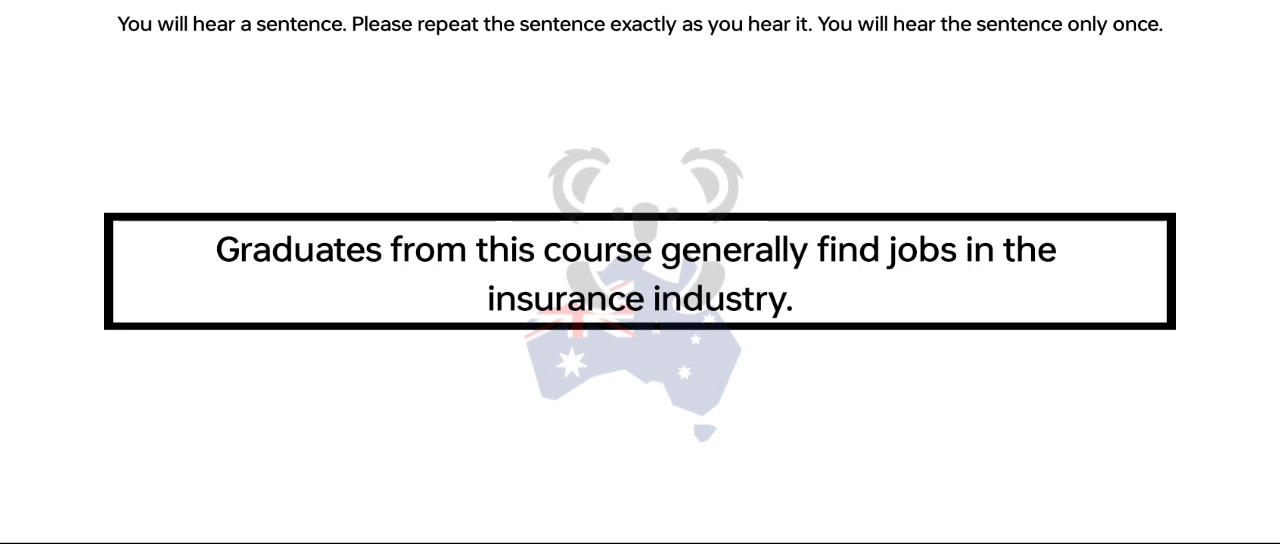 You will hear a sentence. Please repeat the sentence exactly as you hear it. You will hear the sentence only once.
Graduates from this course generally find jobs in the
insurance industry.